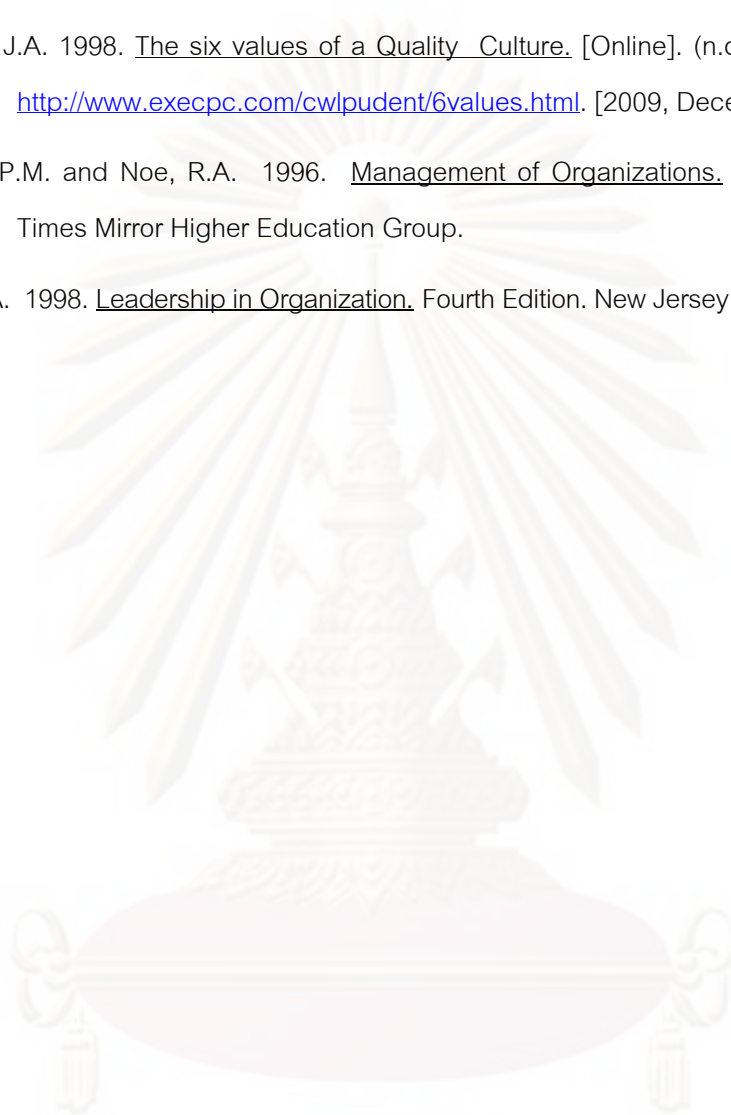 J.A. 1998. The six values of a Quality Culture. [Online]. (n.
http://www.execpc.com/cwlpudent/6values.html. [2009, Dece
P.M. and Noe, R.A. 1996. Management of Organizations.
Times Mirror Higher Education Group.
. 1998. Leadership in Organization. Fourth Edition. New Jersey